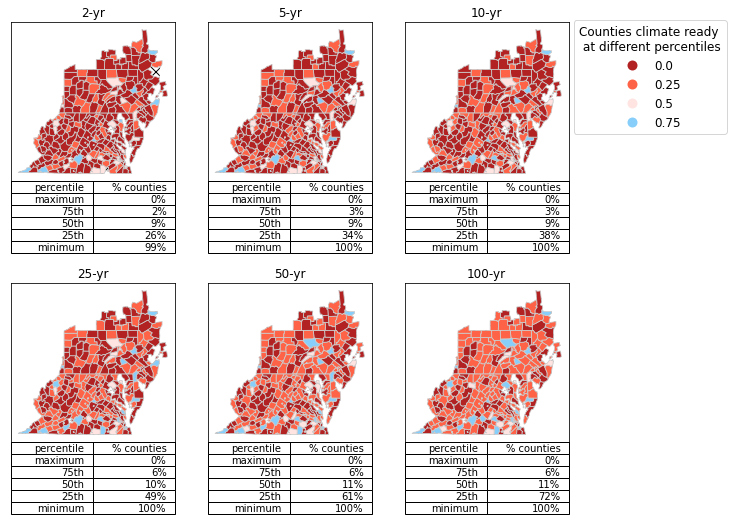 2-yr
5-yr
10-yr
Counties climate ready
at different percentiles
0.0
0.25
0.5
0.75
percentile % counties
maximum 0%
75th 2%
50th 9%
25th 26%
minimum 99%
percentile % counties
maximum 0%
75th 3%
50th 9%
25th 34%
minimum 100%
percentile % counties
maximum 0%
75th 3%
50th 9%
25th 38%
minimum 100%
25-yr
50-yr
100-yr
percentile % counties
maximum 0%
75th 6%
50th 10%
25th 49%
minimum 100%
percentile % counties
maximum 0%
75th 6%
50th 11%
25th 61%
minimum 100%
percentile % counties
maximum 0%
75th 6%
50th 11%
25th 72%
minimum 100%